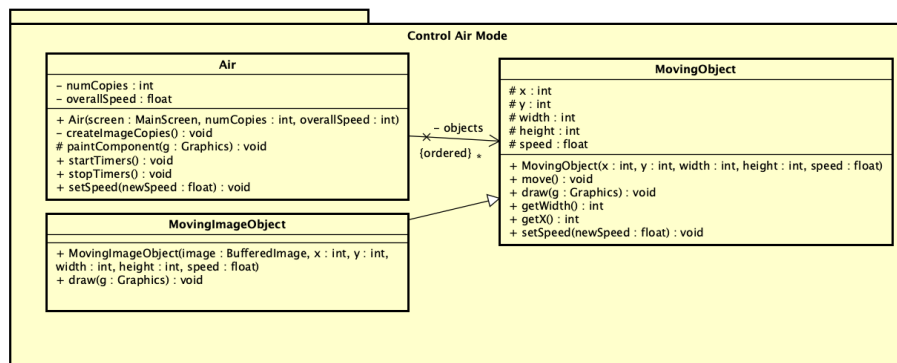 Control Air Mode
Air
– numCopies : int
– overallSpeed : float
+ Air(screen : MainScreen, numCopies : int, overallSpeed : int)
– createImageCopies() : void
# paintComponent(g : Graphics) : void
+ startTimers() : void
+ stopTimers() : void
+ setSpeed(newSpeed : float) : void
– objects
{ordered} *
MovingObject
# x : int
# y : int
# width : int
# height : int
# speed : float
+ MovingObject(x : int, y : int, width : int, height : int, speed : float)
+ move() : void
+ draw(g : Graphics) : void
+ getWidth() : int
+ getX() : int
+ setSpeed(newSpeed : float) : void
MovingImageObject
+ MovingImageObject(image : BufferedImage, x : int, y : int,
width : int, height : int, speed : float)
+ draw(g : Graphics) : void